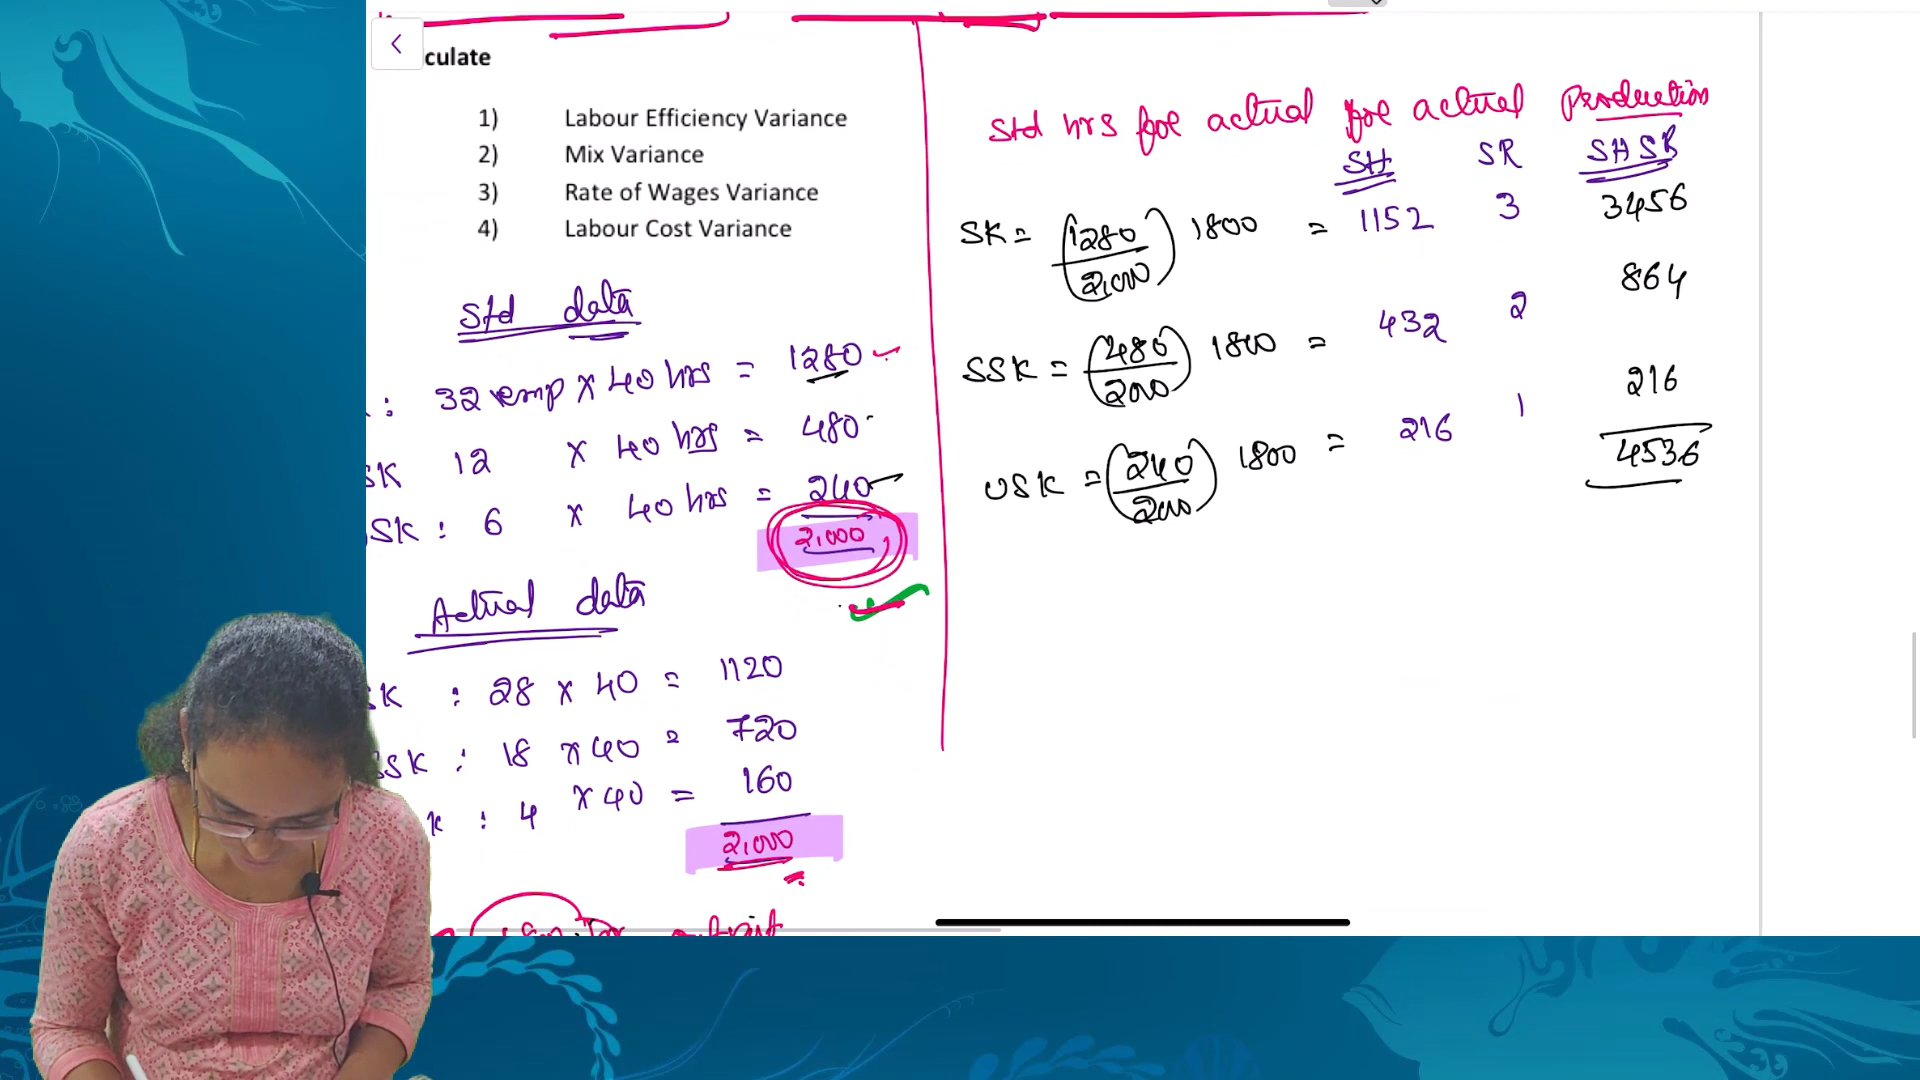 culate
1) Labour Efficiency Variance
2) Mix Variance
3) Rate of Wages Variance
4) Labour Cost Variance
Std data
: 32 emp x 40 hrs = 1280
SK 12 x 40 hrs = 480
SK : 6 x 40 hrs = 240
2,000
Actual data
SK : 28 x 40 = 1120
SSK : 18 x 40 = 720
K : 4 x 40 = 160
2,000
Std hrs for actual for actual Production
SH SR SHSR
SK = (1280/2,000) 1800 = 1152 3 3456
SSK = (480/2000) 1800 = 432 2 864
USK = (240/2000) 1800 = 216 1 216
4536